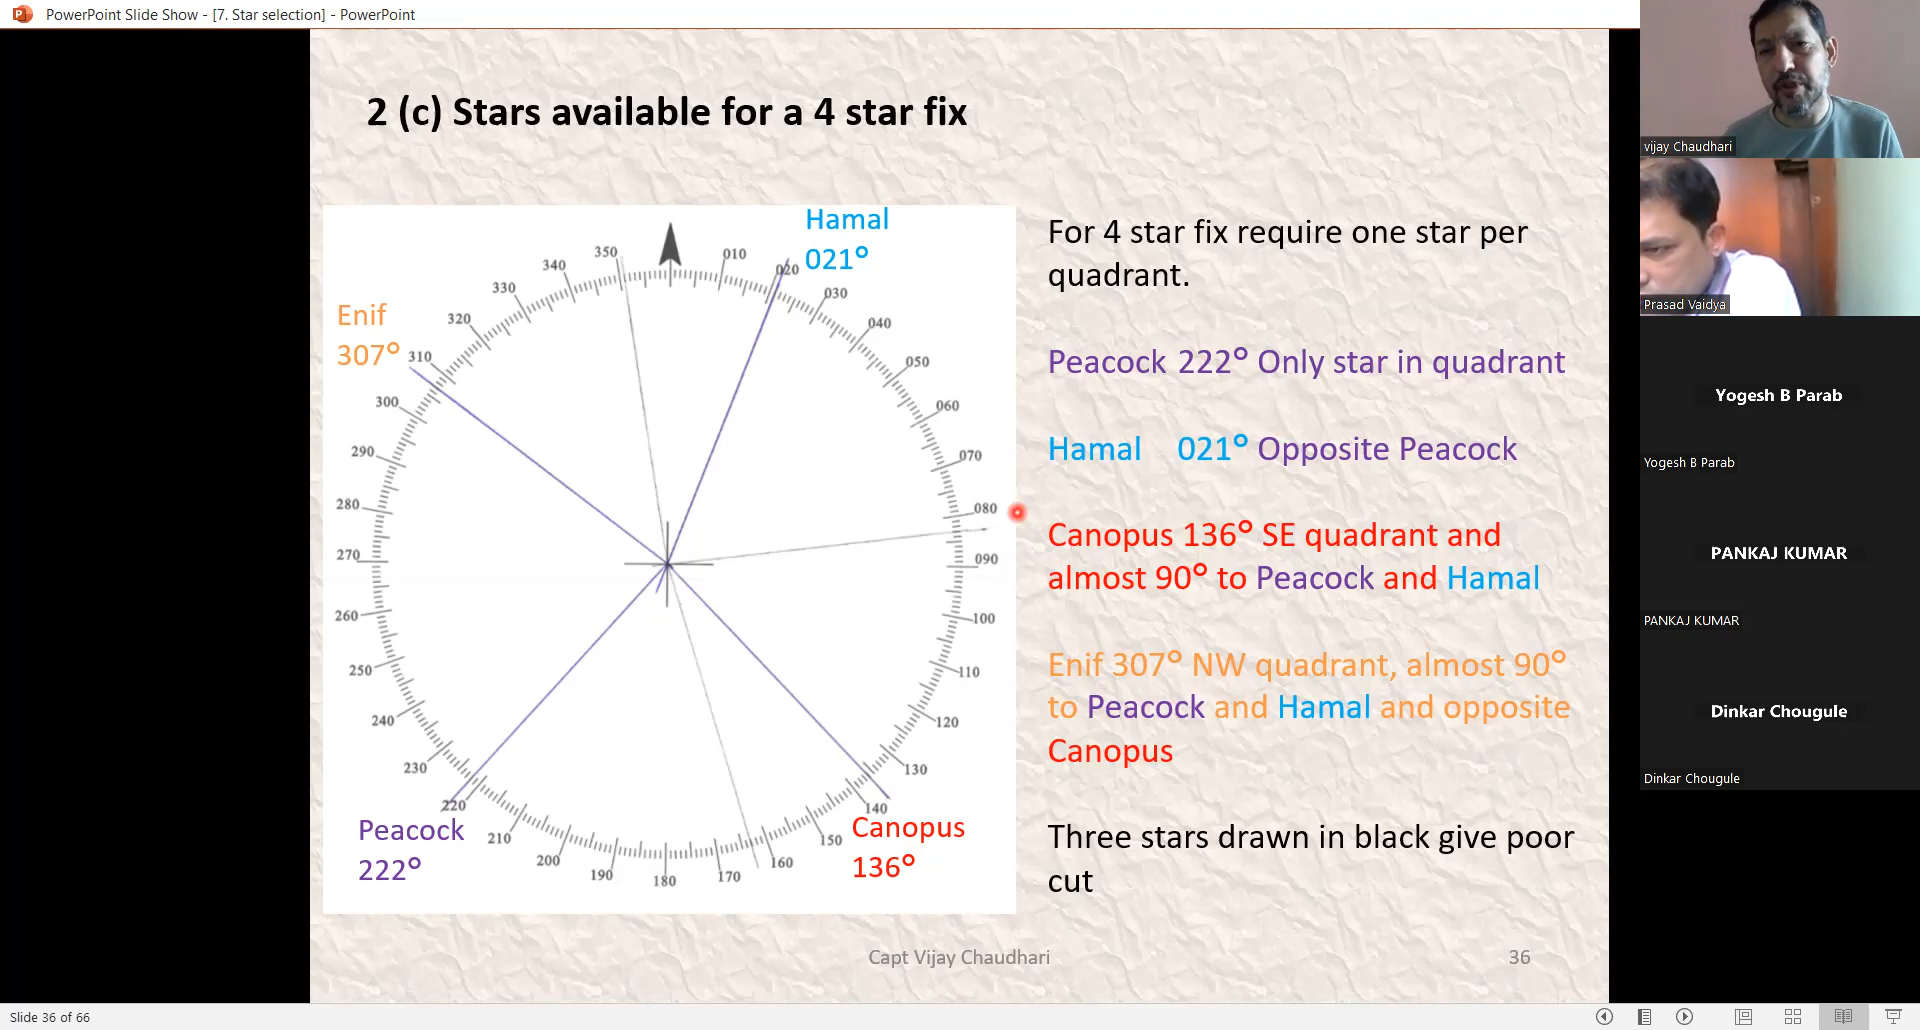 PowerPoint Slide Show - [7. Star selection] - PowerPoint
2 (c) Stars available for a 4 star fix
Hamal
021°
Enif
307°
350
010
020
340
030
330
040
320
310
050
300
060
290
070
280
080
270
090
260
100
250
110
240
120
230
130
220
140
210
150
200
160
190
180
170
Peacock
222°
Canopus
136°
For 4 star fix require one star per
quadrant.
Peacock 222° Only star in quadrant
Hamal 021° Opposite Peacock
Canopus 136° SE quadrant and
almost 90° to Peacock and Hamal
Enif 307° NW quadrant, almost 90°
to Peacock and Hamal and opposite
Canopus
Three stars drawn in black give poor
cut
Capt Vijay Chaudhari
36
vijay Chaudhari
Prasad Vaidya
Yogesh B Parab
Yogesh B Parab
PANKAJ KUMAR
PANKAJ KUMAR
Dinkar Chougule
Dinkar Chougule
Slide 36 of 66